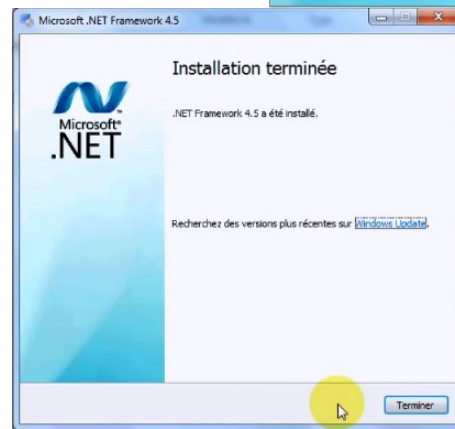 Microsoft .NET Framework 4.5
Installation terminée
Microsoft®
.NET
.NET Framework 4.5 a été installé.
Recherchez des versions plus récentes sur Windows Update.
Terminer